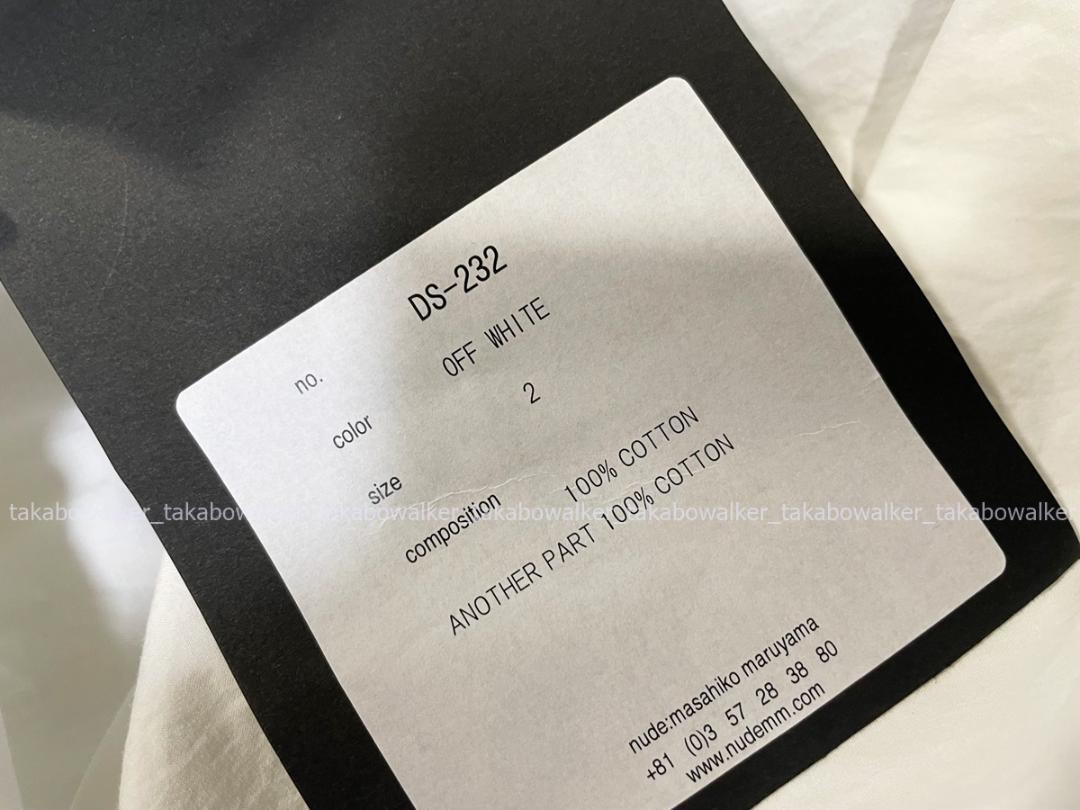 no. DS-232
color OFF WHITE
size 2
composition 100% COTTON
ANOTHER PART 100% COTTON
nude:masahiko maruyama
+81 (0)3 57 28 38 80
www.nudemm.com
takabowalker_takabowalker_takabowalker_takabowalker_takabowalker_takabowalker_takabowalker